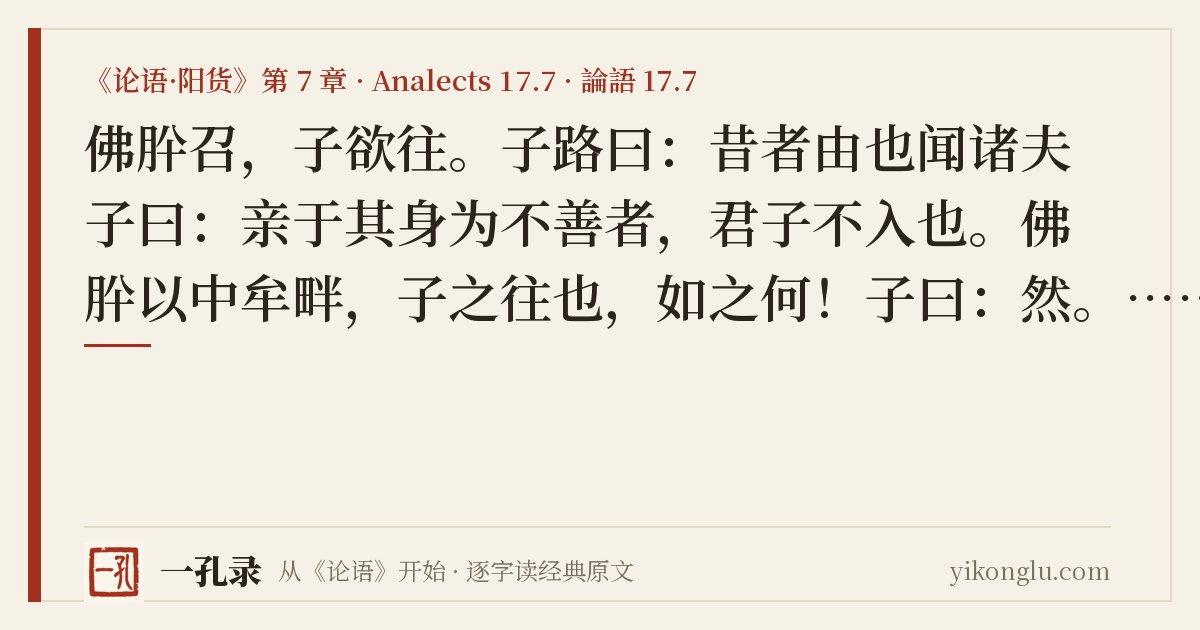 《论语·阳货》第 7 章 · Analects 17.7 · 論語 17.7
佛肸召，子欲往。子路曰：昔者由也闻诸夫
子曰：亲于其身为不善者，君子不入也。佛
肸以中牟畔，子之往也，如之何！子曰：然。……
一孔
一孔录 从《论语》开始 · 逐字读经典原文 yikonglu.com